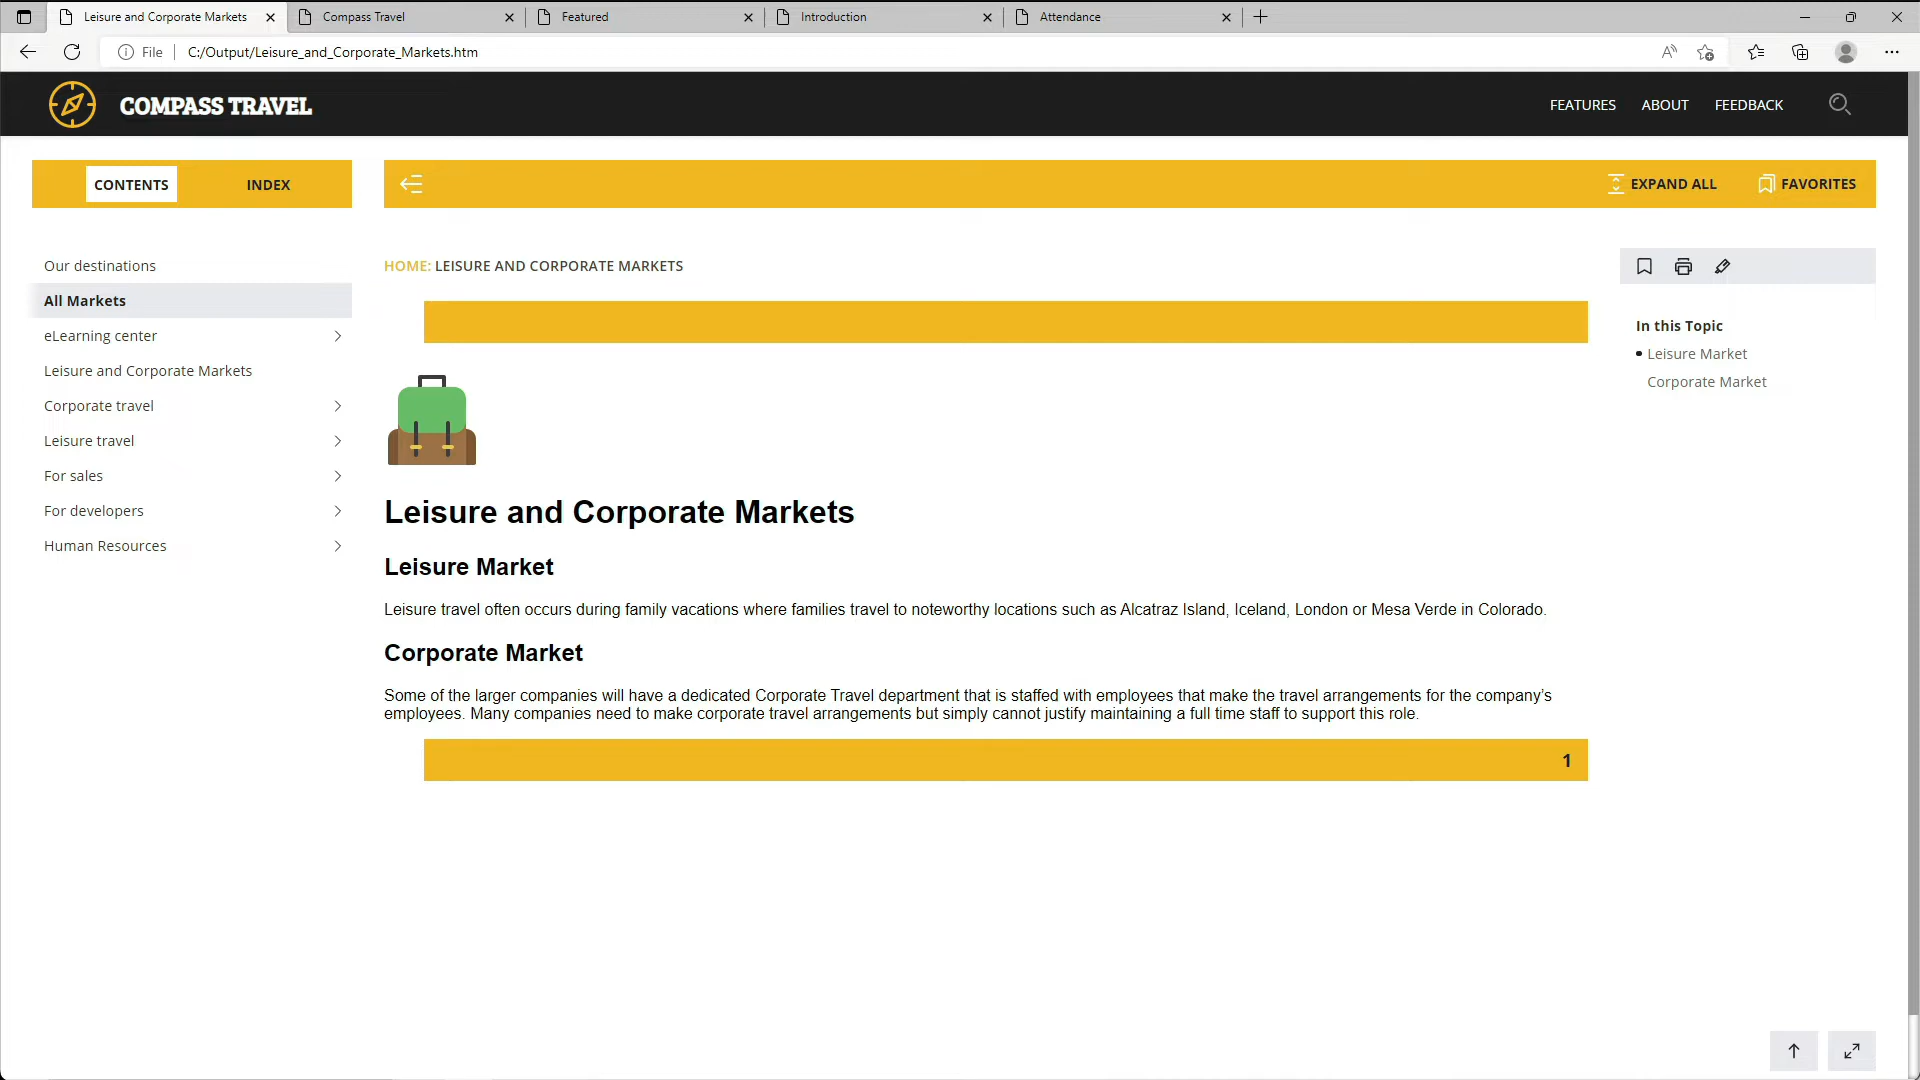 Leisure and Corporate Markets
Compass Travel
Featured
Introduction
Attendance
File
C:/Output/Leisure_and_Corporate_Markets.htm
COMPASS TRAVEL
FEATURES
ABOUT
FEEDBACK
CONTENTS
INDEX
EXPAND ALL
FAVORITES
Our destinations
All Markets
eLearning center
Leisure and Corporate Markets
Corporate travel
Leisure travel
For sales
For developers
Human Resources
HOME: LEISURE AND CORPORATE MARKETS
Leisure and Corporate Markets
Leisure Market
Leisure travel often occurs during family vacations where families travel to noteworthy locations such as Alcatraz Island, Iceland, London or Mesa Verde in Colorado.
Corporate Market
Some of the larger companies will have a dedicated Corporate Travel department that is staffed with employees that make the travel arrangements for the company's
employees. Many companies need to make corporate travel arrangements but simply cannot justify maintaining a full time staff to support this role.
1
In this Topic
Leisure Market
Corporate Market